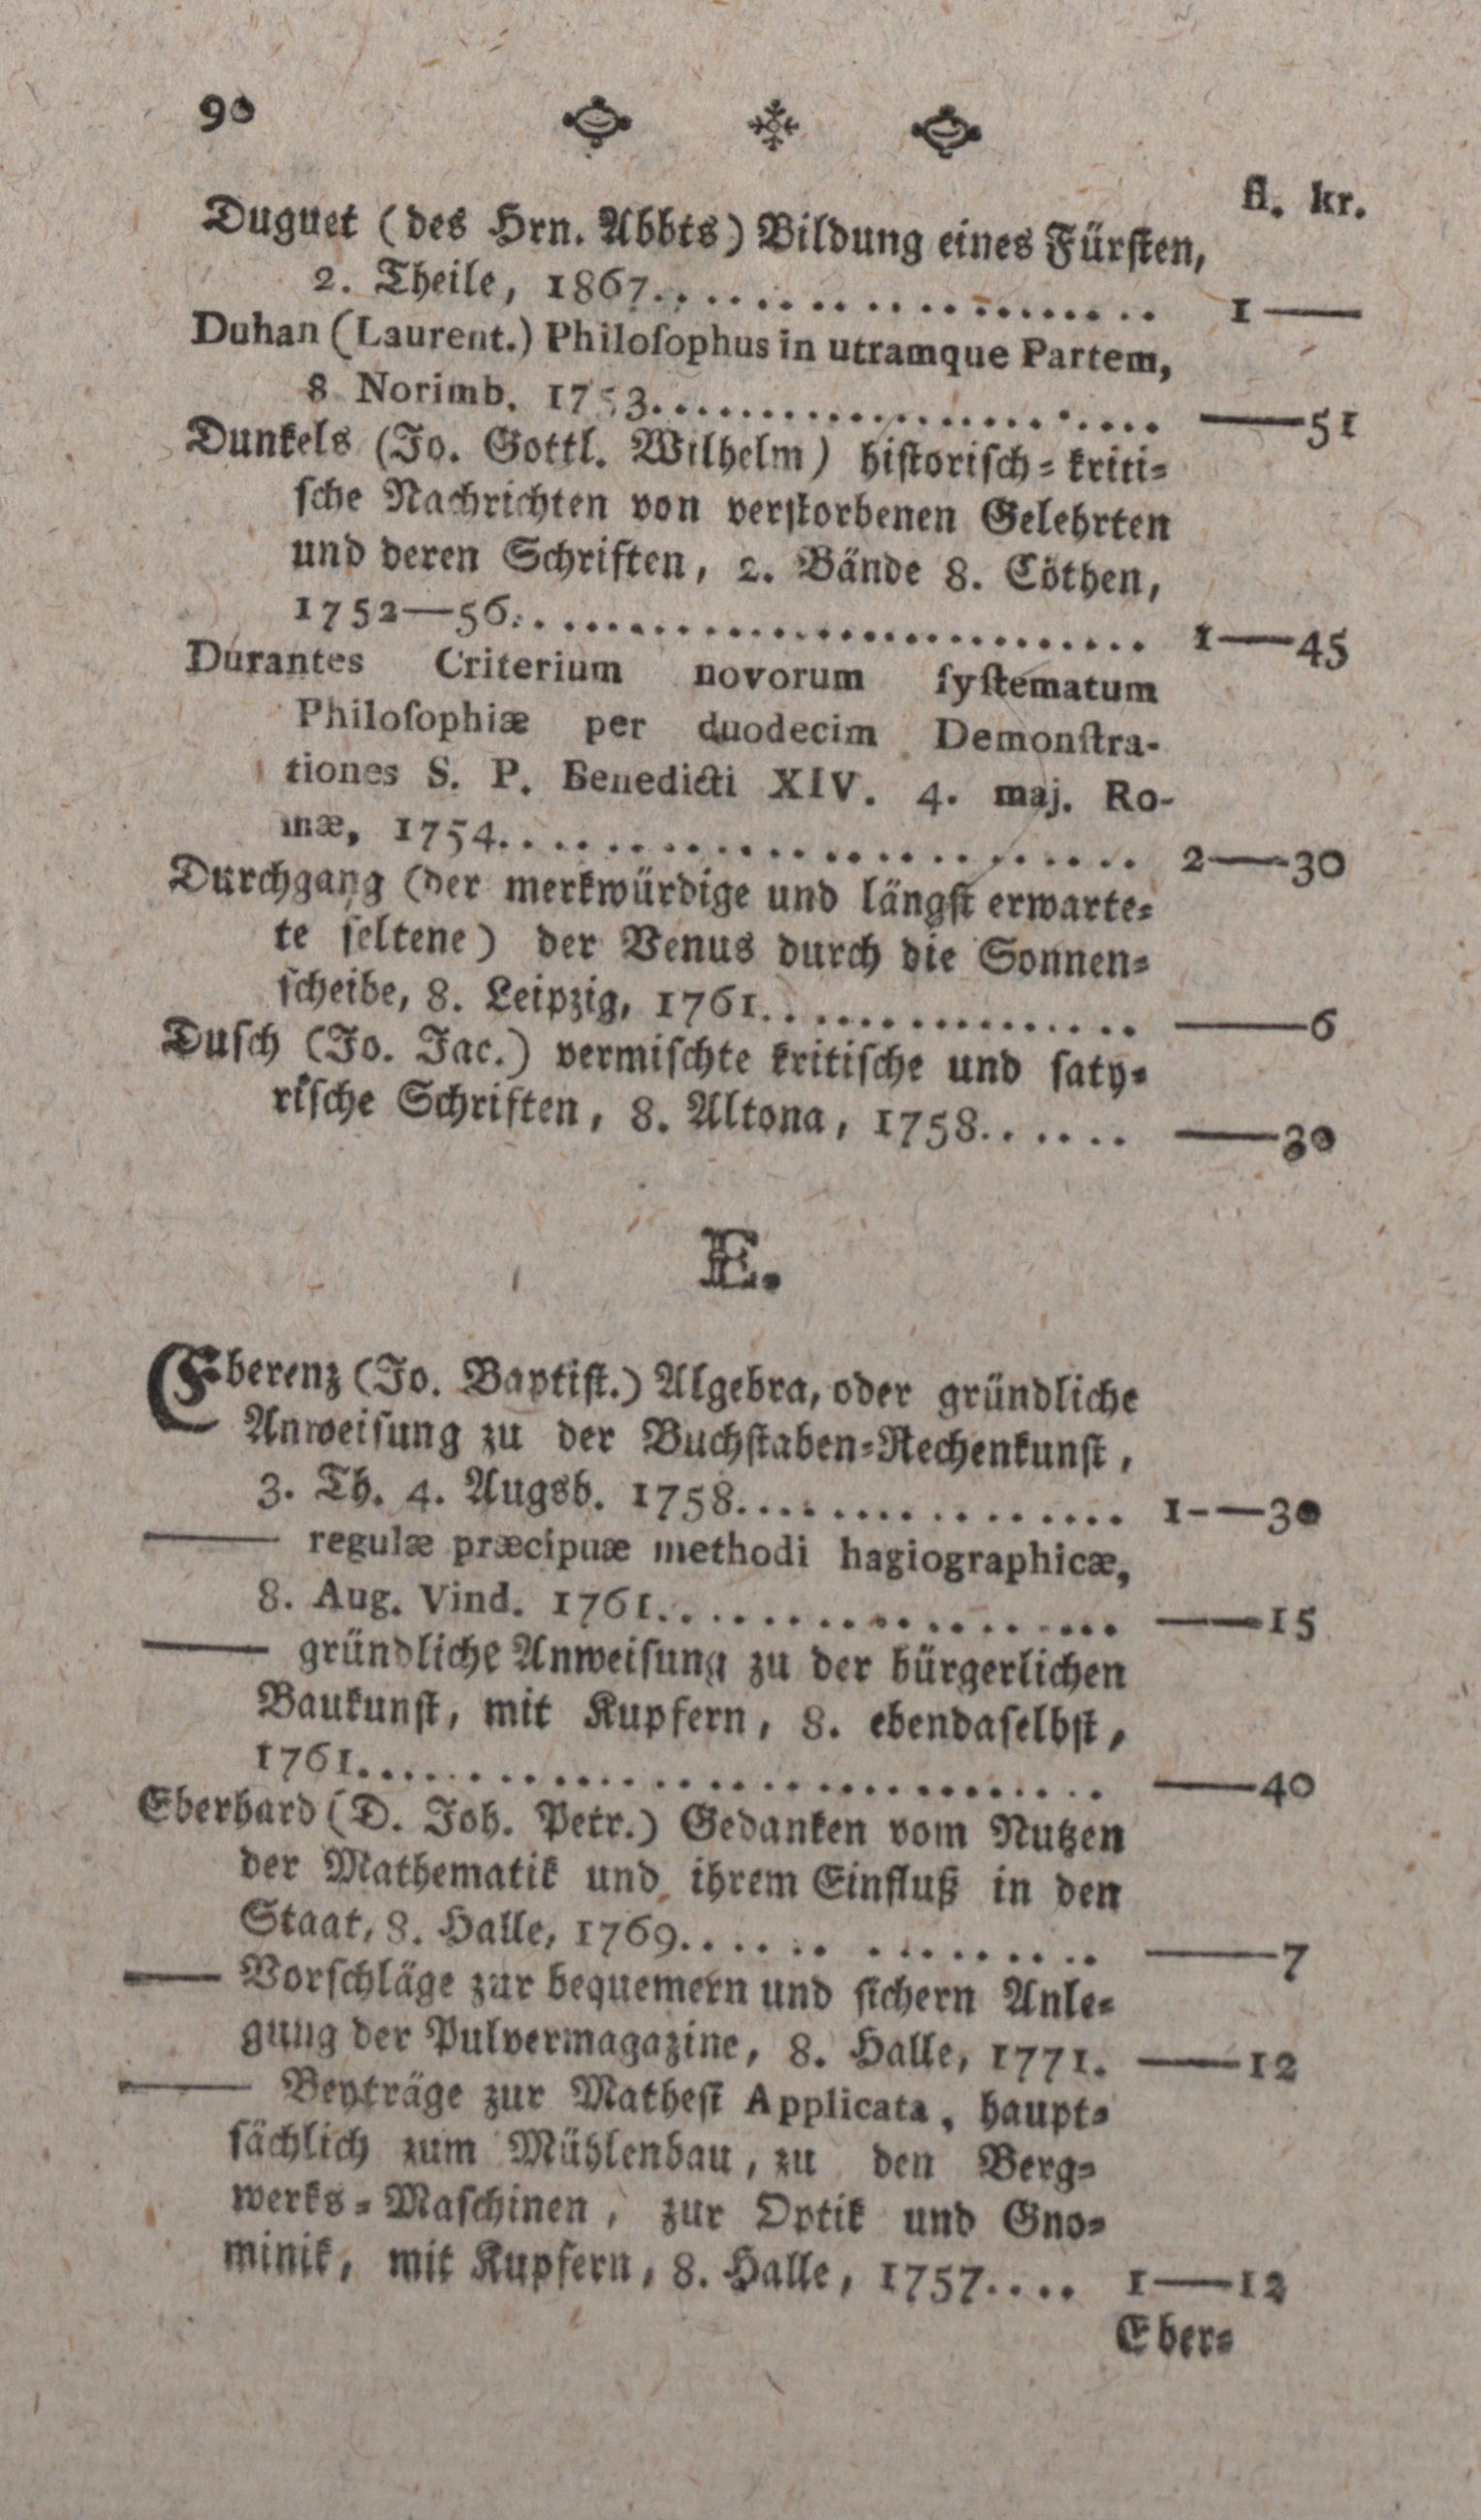 90
fl. kr.
Duguet (des Hrn. Abbts) Bildung eines Fürsten,
2. Theile, 1867. . . . . . . . . . . . . . . . . . . 1 ——
Duhan (Laurent.) Philoſophus in utramque Partem,
8 Norimb. 1753. . . . . . . . . . . . . . . . . . . ——51
Dunkels (Jo. Gottl. Wilhelm) historisch-kriti-
sche Nachrichten von verstorbenen Gelehrten
und deren Schriften, 2. Bände 8. Cöthen,
1752—56. . . . . . . . . . . . . . . . . . . . . . . 1——45
Durantes Criterium novorum ſyſtematum
Philoſophiæ per duodecim Demonſtra-
tiones S. P. Benedicti XIV. 4. maj. Ro-
mæ, 1754. . . . . . . . . . . . . . . . . . . . . . . 2——30
Durchgang (der merkwürdige und längst erwarte-
te seltene) der Venus durch die Sonnen-
scheibe, 8. Leipzig, 1761. . . . . . . . . . . . . . ——6
Dusch (Jo. Jac.) vermischte kritische und saty-
rische Schriften, 8. Altona, 1758. . . . . . ——30
E.
Eberenz (Jo. Baptist.) Algebra, oder gründliche
Anweisung zu der Buchstaben-Rechenkunst,
3. Th. 4. Augsb. 1758. . . . . . . . . . . . . . . 1-—30
—— regulæ præcipuæ methodi hagiographicæ,
8. Aug. Vind. 1761. . . . . . . . . . . . . . . . . ——15
—— gründliche Anweisung zu der bürgerlichen
Baukunst, mit Kupfern, 8. ebendaselbst,
1761. . . . . . . . . . . . . . . . . . . . . . . . . . . ——40
Eberhard (D. Joh. Petr.) Gedanken vom Nutzen
der Mathematik und ihrem Einfluß in den
Staat, 8. Halle, 1769. . . . . . . . . . . . . . . ——7
—— Vorschläge zur bequemern und sichern Anle-
gung der Pulvermagazine, 8. Halle, 1771. ——12
—— Beyträge zur Mathesi Applicata, haupt-
sächlich zum Mühlenbau, zu den Berg-
werks-Maschinen, zur Optik und Gno-
minik, mit Kupfern, 8. Halle, 1757. . . . 1——12
Eber-